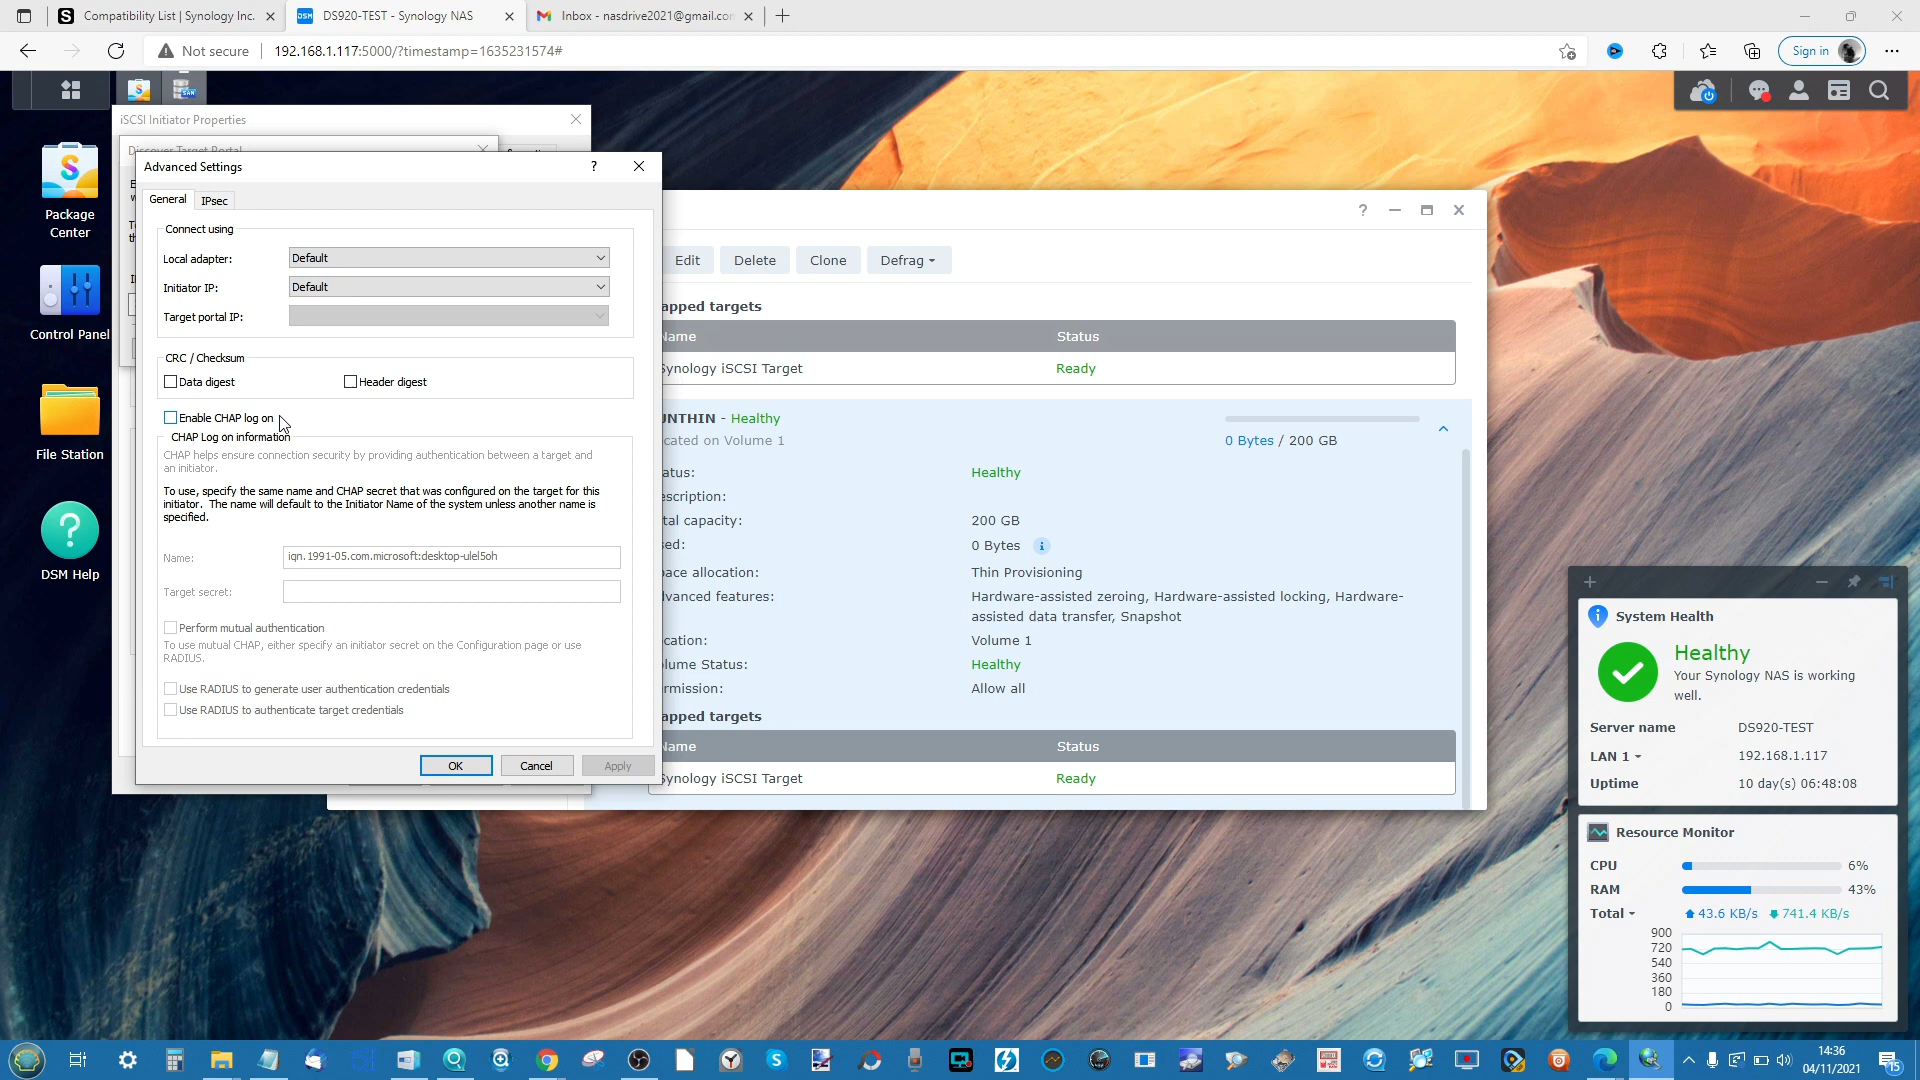 Compatibility List | Synology Inc.
DS920-TEST - Synology NAS
Inbox - nasdrive2021@gmail.con
Not secure
192.168.1.117:5000/?timestamp=1635231574#
Sign in
Package
Center
Control Panel
File Station
DSM Help
iSCSI Initiator Properties
Discover Target Portal
Advanced Settings
General
IPsec
Connect using
Local adapter:
Default
Initiator IP:
Default
Target portal IP:
CRC / Checksum
Data digest
Header digest
Enable CHAP log on
CHAP Log on information
CHAP helps ensure connection security by providing authentication between a target and
an initiator.
To use, specify the same name and CHAP secret that was configured on the target for this
initiator. The name will default to the Initiator Name of the system unless another name is
specified.
Name:
iqn.1991-05.com.microsoft:desktop-ulel5oh
Target secret:
Perform mutual authentication
To use mutual CHAP, either specify an initiator secret on the Configuration page or use
RADIUS.
Use RADIUS to generate user authentication credentials
Use RADIUS to authenticate target credentials
OK
Cancel
Apply
Edit
Delete
Clone
Defrag
apped targets
Name
Status
Synology iSCSI Target
Ready
UNTHIN - Healthy
cated on Volume 1
0 Bytes / 200 GB
atus:
Healthy
escription:
tal capacity:
200 GB
sed:
0 Bytes
pace allocation:
Thin Provisioning
dvanced features:
Hardware-assisted zeroing, Hardware-assisted locking, Hardware-
assisted data transfer, Snapshot
cation:
Volume 1
lume Status:
Healthy
rmission:
Allow all
apped targets
Name
Status
Synology iSCSI Target
Ready
System Health
Healthy
Your Synology NAS is working
well.
Server name
DS920-TEST
LAN 1
192.168.1.117
Uptime
10 day(s) 06:48:08
Resource Monitor
CPU
6%
RAM
43%
Total
43.6 KB/s
741.4 KB/s
900
720
540
360
180
0
14:36
04/11/2021
15